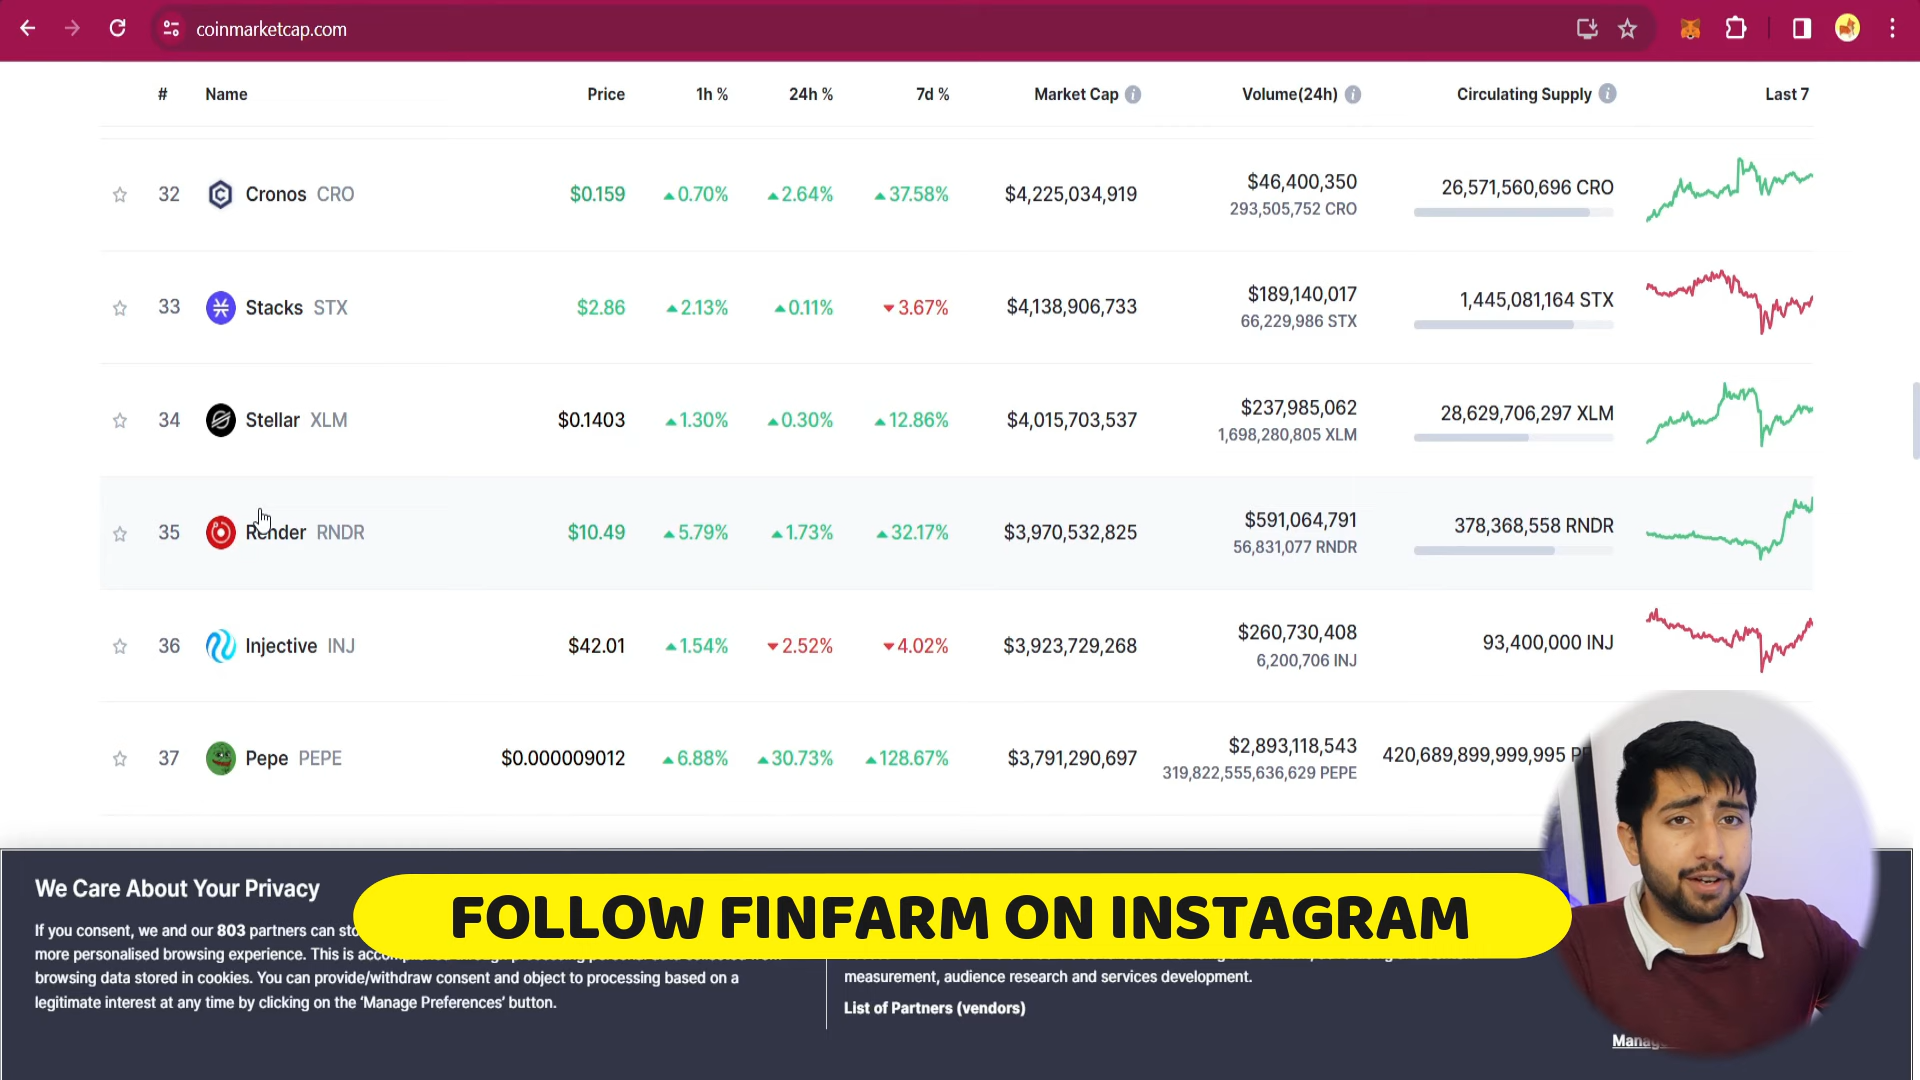 coinmarketcap.com
# Name Price 1h % 24h % 7d % Market Cap Volume(24h) Circulating Supply Last 7
32 Cronos CRO $0.159 0.70% 2.64% 37.58% $4,225,034,919 $46,400,350 26,571,560,696 CRO
293,505,752 CRO
33 Stacks STX $2.86 2.13% 0.11% 3.67% $4,138,906,733 $189,140,017 1,445,081,164 STX
66,229,986 STX
34 Stellar XLM $0.1403 1.30% 0.30% 12.86% $4,015,703,537 $237,985,062 28,629,706,297 XLM
1,698,280,805 XLM
35 Render RNDR $10.49 5.79% 1.73% 32.17% $3,970,532,825 $591,064,791 378,368,558 RNDR
56,831,077 RNDR
36 Injective INJ $42.01 1.54% 2.52% 4.02% $3,923,729,268 $260,730,408 93,400,000 INJ
6,200,706 INJ
37 Pepe PEPE $0.000009012 6.88% 30.73% 128.67% $3,791,290,697 $2,893,118,543 420,689,899,999,995
319,822,555,636,629 PEPE
We Care About Your Privacy
FOLLOW FINFARM ON INSTAGRAM
If you consent, we and our 803 partners can
more personalised browsing experience. This is
browsing data stored in cookies. You can provide/withdraw consent and object to processing based on a
legitimate interest at any time by clicking on the ‘Manage Preferences’ button.
measurement, audience research and services development.
List of Partners (vendors)